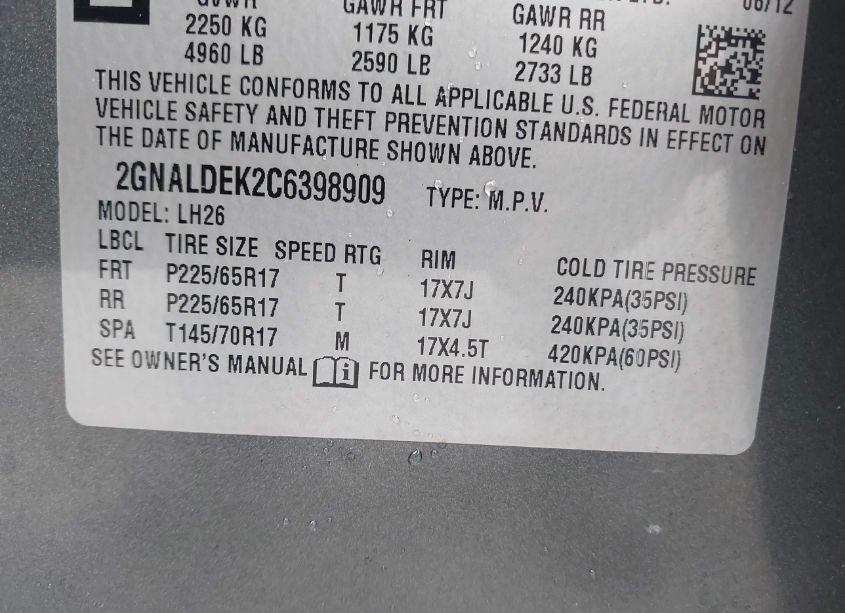 GVWR GAWR FRT GAWR RR 06/12
2250 KG 1175 KG 1240 KG
4960 LB 2590 LB 2733 LB
THIS VEHICLE CONFORMS TO ALL APPLICABLE U.S. FEDERAL MOTOR
VEHICLE SAFETY AND THEFT PREVENTION STANDARDS IN EFFECT ON
THE DATE OF MANUFACTURE SHOWN ABOVE.
2GNALDEK2C6398909 TYPE: M.P.V.
MODEL: LH26
LBCL TIRE SIZE SPEED RTG RIM COLD TIRE PRESSURE
FRT P225/65R17 T 17X7J 240KPA(35PSI)
RR P225/65R17 T 17X7J 240KPA(35PSI)
SPA T145/70R17 M 17X4.5T 420KPA(60PSI)
SEE OWNER'S MANUAL i FOR MORE INFORMATION.